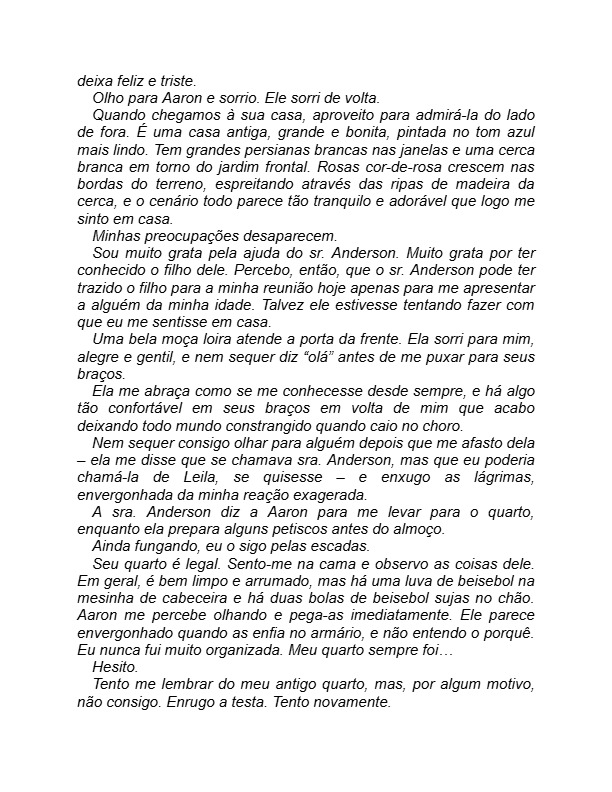 deixa feliz e triste.
Olho para Aaron e sorrio. Ele sorri de volta.
Quando chegamos à sua casa, aproveito para admirá-la do lado
de fora. É uma casa antiga, grande e bonita, pintada no tom azul
mais lindo. Tem grandes persianas brancas nas janelas e uma cerca
branca em torno do jardim frontal. Rosas cor-de-rosa crescem nas
bordas do terreno, espreitando através das ripas de madeira da
cerca, e o cenário todo parece tão tranquilo e adorável que logo me
sinto em casa.
Minhas preocupações desaparecem.
Sou muito grata pela ajuda do sr. Anderson. Muito grata por ter
conhecido o filho dele. Percebo, então, que o sr. Anderson pode ter
trazido o filho para a minha reunião hoje apenas para me apresentar
a alguém da minha idade. Talvez ele estivesse tentando fazer com
que eu me sentisse em casa.
Uma bela moça loira atende a porta da frente. Ela sorri para mim,
alegre e gentil, e nem sequer diz “olá” antes de me puxar para seus
braços.
Ela me abraça como se me conhecesse desde sempre, e há algo
tão confortável em seus braços em volta de mim que acabo
deixando todo mundo constrangido quando caio no choro.
Nem sequer consigo olhar para alguém depois que me afasto dela
– ela me disse que se chamava sra. Anderson, mas que eu poderia
chamá-la de Leila, se quisesse – e enxugo as lágrimas,
envergonhada da minha reação exagerada.
A sra. Anderson diz a Aaron para me levar para o quarto,
enquanto ela prepara alguns petiscos antes do almoço.
Ainda fungando, eu o sigo pelas escadas.
Seu quarto é legal. Sento-me na cama e observo as coisas dele.
Em geral, é bem limpo e arrumado, mas há uma luva de beisebol na
mesinha de cabeceira e há duas bolas de beisebol sujas no chão.
Aaron me percebe olhando e pega-as imediatamente. Ele parece
envergonhado quando as enfia no armário, e não entendo o porquê.
Eu nunca fui muito organizada. Meu quarto sempre foi…
Hesito.
Tento me lembrar do meu antigo quarto, mas, por algum motivo,
não consigo. Enrugo a testa. Tento novamente.